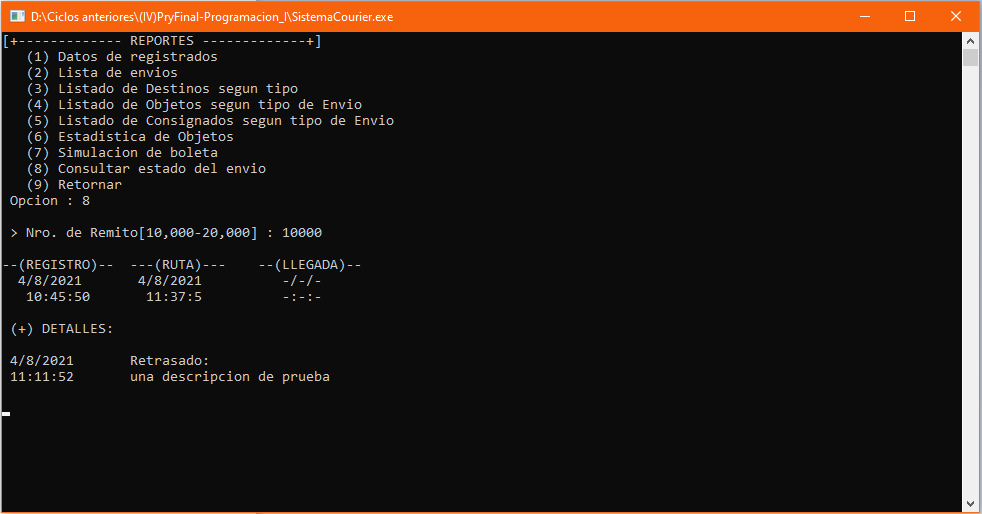 D:\Ciclos anteriores\(IV)PryFinal-Programacion_I\SistemaCourier.exe
[+------------- REPORTES -------------+]
(1) Datos de registrados
(2) Lista de envios
(3) Listado de Destinos segun tipo
(4) Listado de Objetos segun tipo de Envio
(5) Listado de Consignados segun tipo de Envio
(6) Estadistica de Objetos
(7) Simulacion de boleta
(8) Consultar estado del envio
(9) Retornar
Opcion : 8
> Nro. de Remito[10,000-20,000] : 10000
--(REGISTRO)--  ---(RUTA)---    --(LLEGADA)--
4/8/2021       4/8/2021          -/-/-
10:45:50       11:37:5          -:-:-
(+) DETALLES:
4/8/2021       Retrasado:
11:11:52       una descripcion de prueba